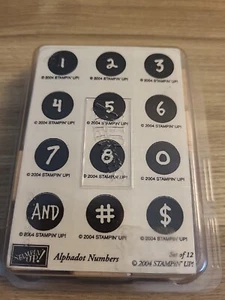 1 2 3
© 2004 STAMPIN' UP! © 2004 STAMPIN' UP! © 2004 STAMPIN' UP!
4 5 6
© 2004 STAMPIN' UP! © 2004 STAMPIN' UP! © 2004 STAMPIN' UP!
7 8 0
© 2004 STAMPIN' UP! © 2004 STAMPIN' UP!
AND # $
© 2004 STAMPIN' UP! © 2004 STAMPIN' UP! © 2004 STAMPIN' UP!
STAMPIN' UP! Alphadot Numbers Set of 12
© 2004 STAMPIN' UP!